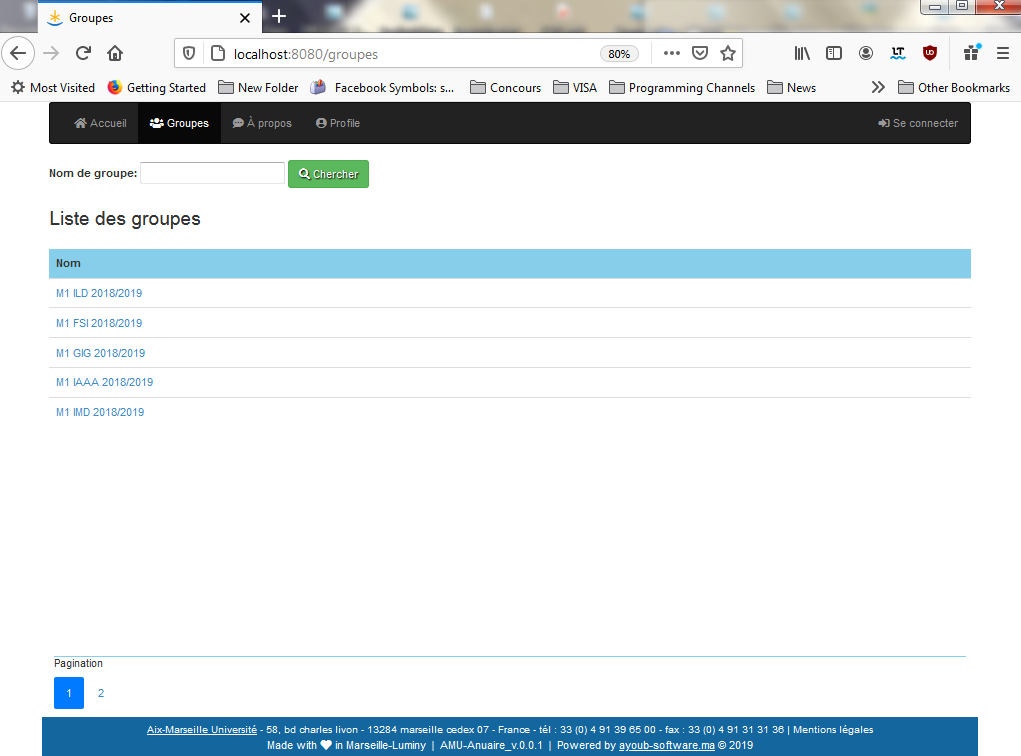 Groupes
localhost:8080/groupes 80%
Most Visited Getting Started New Folder Facebook Symbols: s... Concours VISA Programming Channels News Other Bookmarks
Accueil Groupes À propos Profile Se connecter
Nom de groupe: Chercher
Liste des groupes
Nom
M1 ILD 2018/2019
M1 FSI 2018/2019
M1 GIG 2018/2019
M1 IAAA 2018/2019
M1 IMD 2018/2019
Pagination
1 2
Aix-Marseille Université - 58, bd charles livon - 13284 marseille cedex 07 - France - tél : 33 (0) 4 91 39 65 00 - fax : 33 (0) 4 91 31 31 36 | Mentions légales
Made with ♥ in Marseille-Luminy | AMU-Anuaire_v.0.0.1 | Powered by ayoub-software.ma © 2019